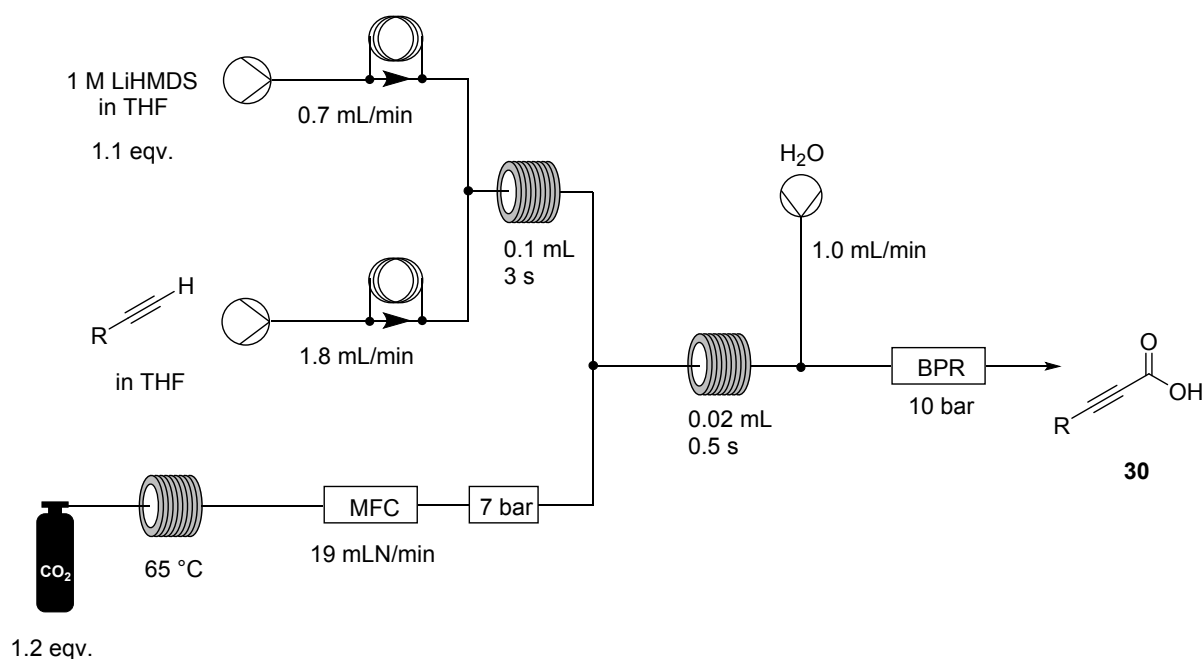 1 M LiHMDS
in THF
1.1 eqv.
0.7 mL/min
H
R
in THF
1.8 mL/min
0.1 mL
3 s
H₂O
1.0 mL/min
0.02 mL
0.5 s
BPR
10 bar
O
OH
R
30
CO₂
1.2 eqv.
65 °C
MFC
19 mLN/min
7 bar